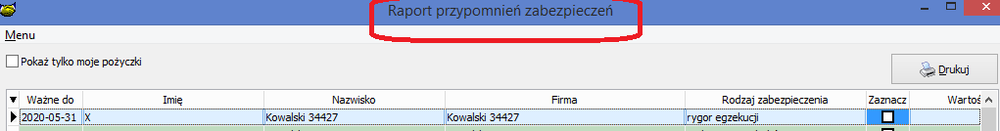 Raport przypomnień zabezpieczeń
Menu
Pokaż tylko moje pożyczki
Drukuj
Ważne do Imię Nazwisko Firma Rodzaj zabezpieczenia Zaznacz Wartoś
2020-05-31 X Kowalski 34427 Kowalski 34427 rygor egzekucji